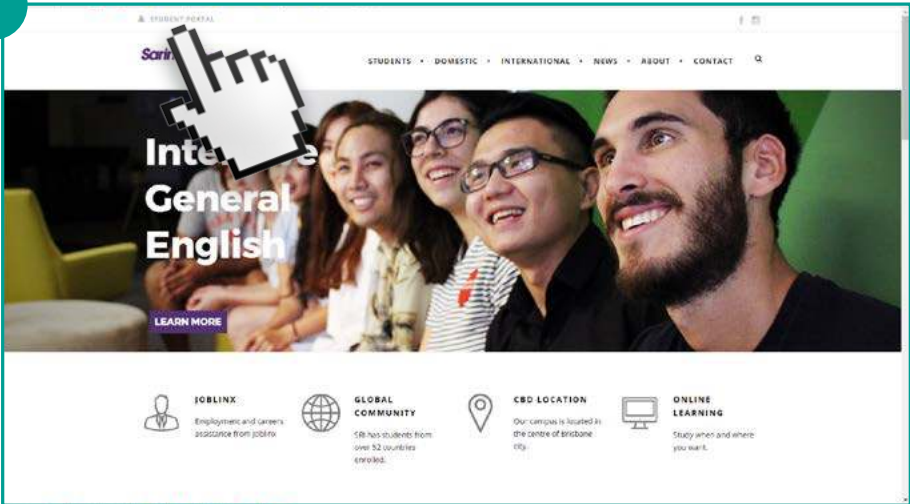 STUDENT PORTAL
STUDENTS • DOMESTIC • INTERNATIONAL • NEWS • ABOUT • CONTACT
General
English
LEARN MORE
JOBLINX
Employment and careers
assistance from joblinx
GLOBAL
COMMUNITY
SRI has students from
over 52 countries
enrolled.
CBD LOCATION
Our campus is located in
the centre of Brisbane
city.
ONLINE
LEARNING
Study when and where
you want.